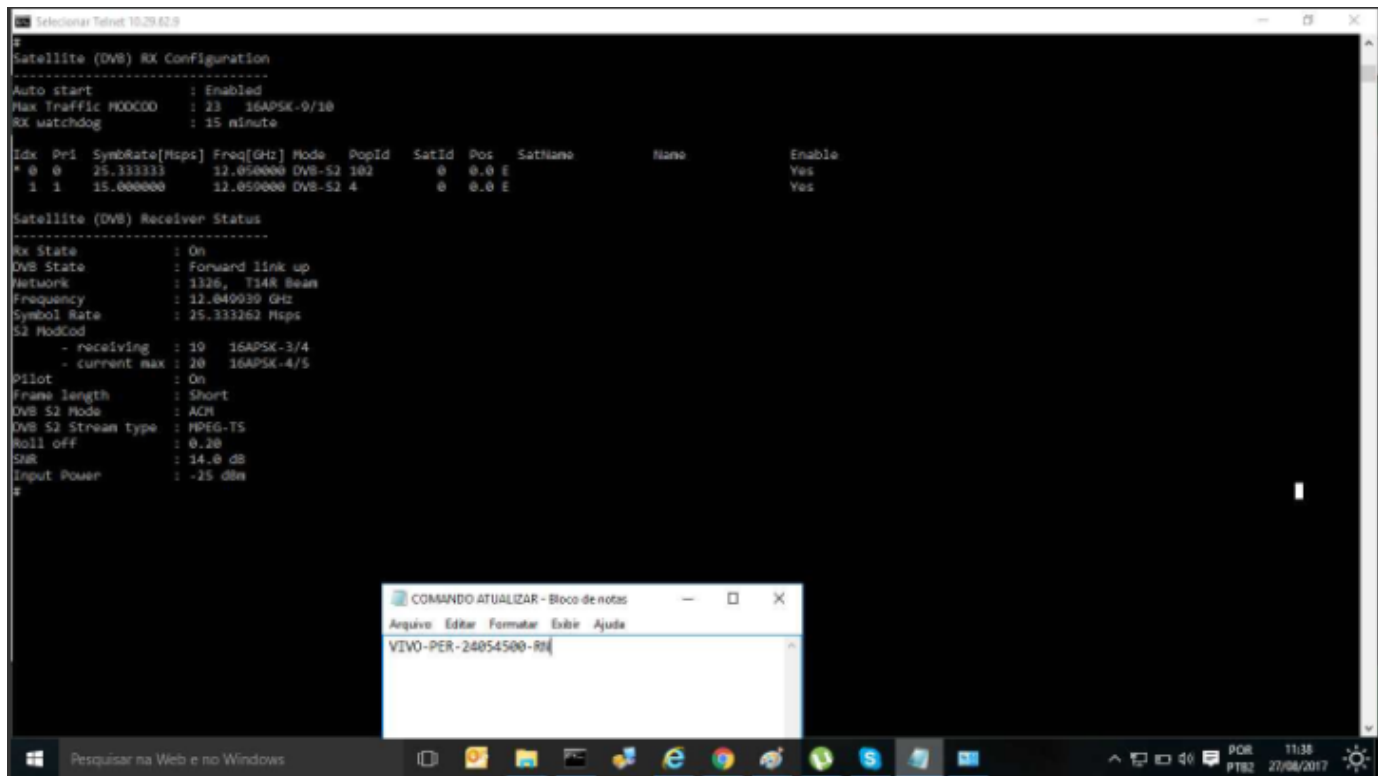 Selecionar Telnet 10.29.62.9
#
Satellite (DVB) RX Configuration
---------------------------------
Auto start : Enabled
Max Traffic MODCOD : 23 16APSK-9/10
RX watchdog : 15 minute
Idx Pri SymbRate[Msps] Freq[GHz] Mode PopId SatId Pos SatName Name Enable
* 0 0 25.333333 12.050000 DVB-S2 102 0 0.0 E Yes
1 1 15.000000 12.059000 DVB-S2 4 0 0.0 E Yes
Satellite (DVB) Receiver Status
---------------------------------
Rx State : On
DVB State : Forward link up
Network : 1326, T14R Beam
Frequency : 12.049939 GHz
Symbol Rate : 25.333262 Msps
S2 ModCod
- receiving : 19 16APSK-3/4
- current max : 20 16APSK-4/5
Pilot : On
Frame length : Short
DVB S2 Mode : ACM
DVB S2 Stream type : MPEG-TS
Roll off : 0.20
SNR : 14.0 dB
Input Power : -25 dBm
#
COMANDO ATUALIZAR - Bloco de notas
Arquivo Editar Formatar Exibir Ajuda
VIVO-PER-24054500-RN
Pesquisar na Web e no Windows
POR 11:38
PTB2 27/08/2017